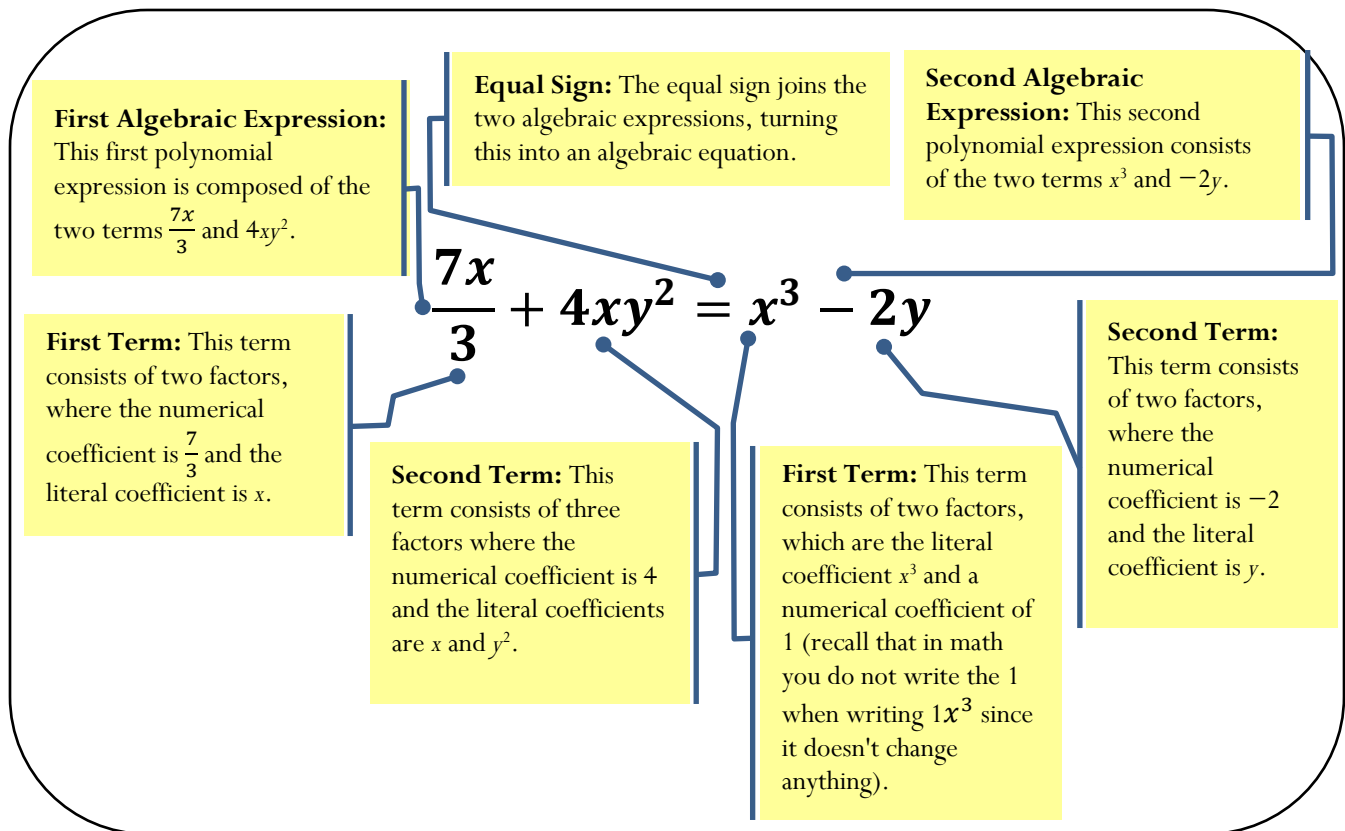 First Algebraic Expression:
This first polynomial
expression is composed of the
two terms 7x/3 and 4xy².
Equal Sign: The equal sign joins the
two algebraic expressions, turning
this into an algebraic equation.
Second Algebraic
Expression: This second
polynomial expression consists
of the two terms x³ and −2y.
7x/3 + 4xy² = x³ − 2y
First Term: This term
consists of two factors,
where the numerical
coefficient is 7/3 and the
literal coefficient is x.
Second Term: This
term consists of three
factors where the
numerical coefficient is 4
and the literal coefficients
are x and y².
First Term: This term
consists of two factors,
which are the literal
coefficient x³ and a
numerical coefficient of
1 (recall that in math
you do not write the 1
when writing 1x³ since
it doesn't change
anything).
Second Term:
This term consists
of two factors,
where the
numerical
coefficient is −2
and the literal
coefficient is y.